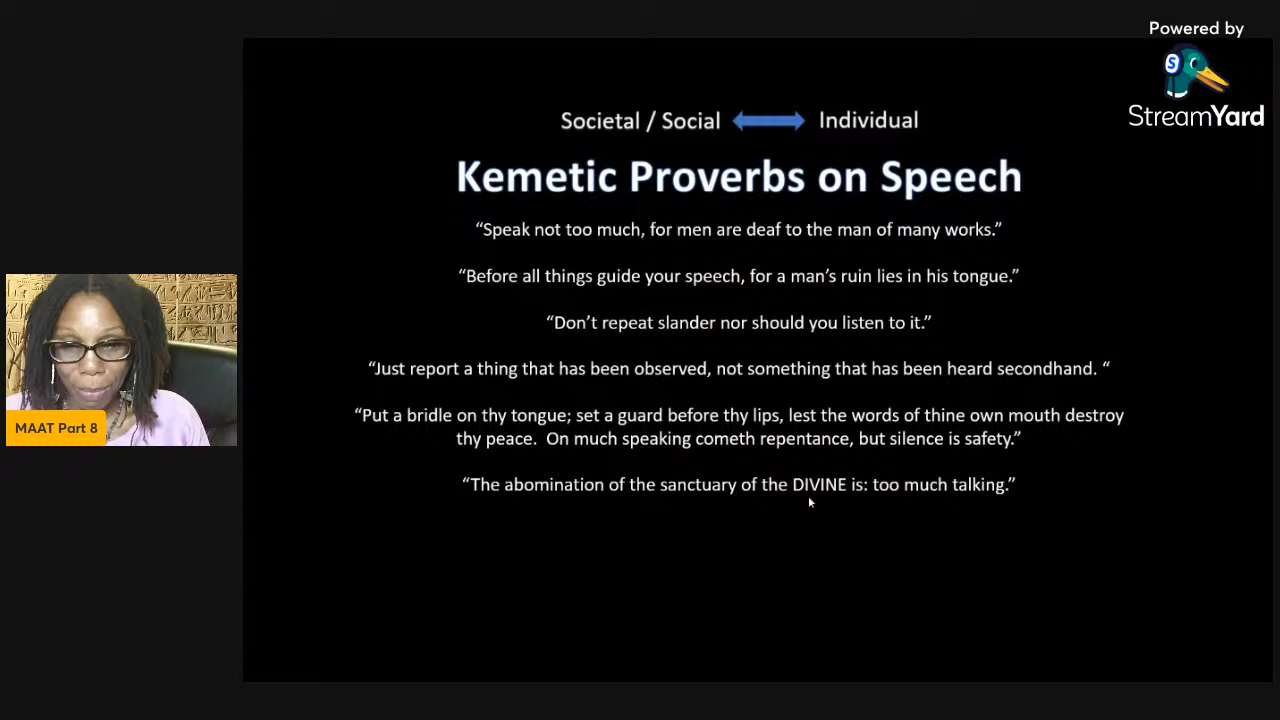 Powered by
S
StreamYard
Societal / Social Individual
Kemetic Proverbs on Speech
“Speak not too much, for men are deaf to the man of many works.”
“Before all things guide your speech, for a man’s ruin lies in his tongue.”
“Don’t repeat slander nor should you listen to it.”
“Just report a thing that has been observed, not something that has been heard secondhand. “
“Put a bridle on thy tongue; set a guard before thy lips, lest the words of thine own mouth destroy
thy peace.  On much speaking cometh repentance, but silence is safety.”
“The abomination of the sanctuary of the DIVINE is: too much talking.”
MAAT Part 8